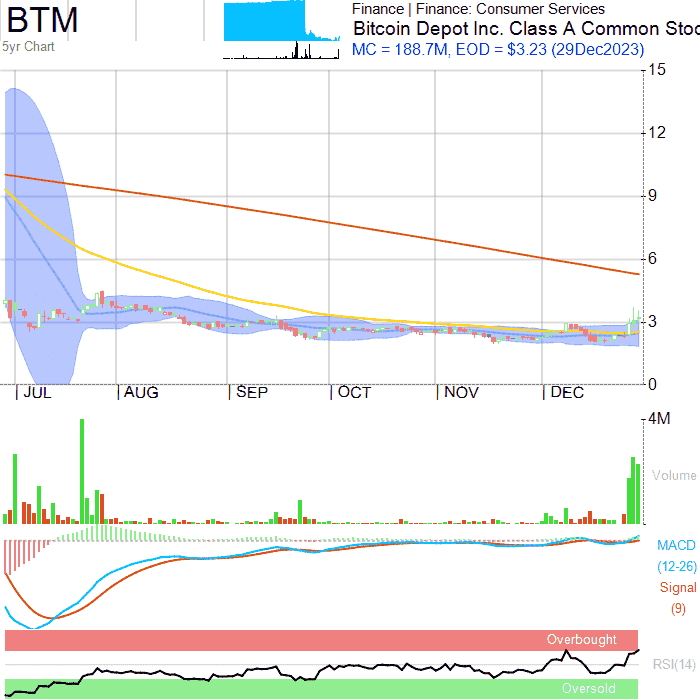 BTM
5yr Chart
Finance | Finance: Consumer Services
Bitcoin Depot Inc. Class A Common Stoc
MC = 188.7M, EOD = $3.23 (29Dec2023)
15
12
9
6
3
0
JUL AUG SEP OCT NOV DEC
4M
Volume
MACD
(12-26)
Signal
(9)
Overbought
RSI(14)
Oversold